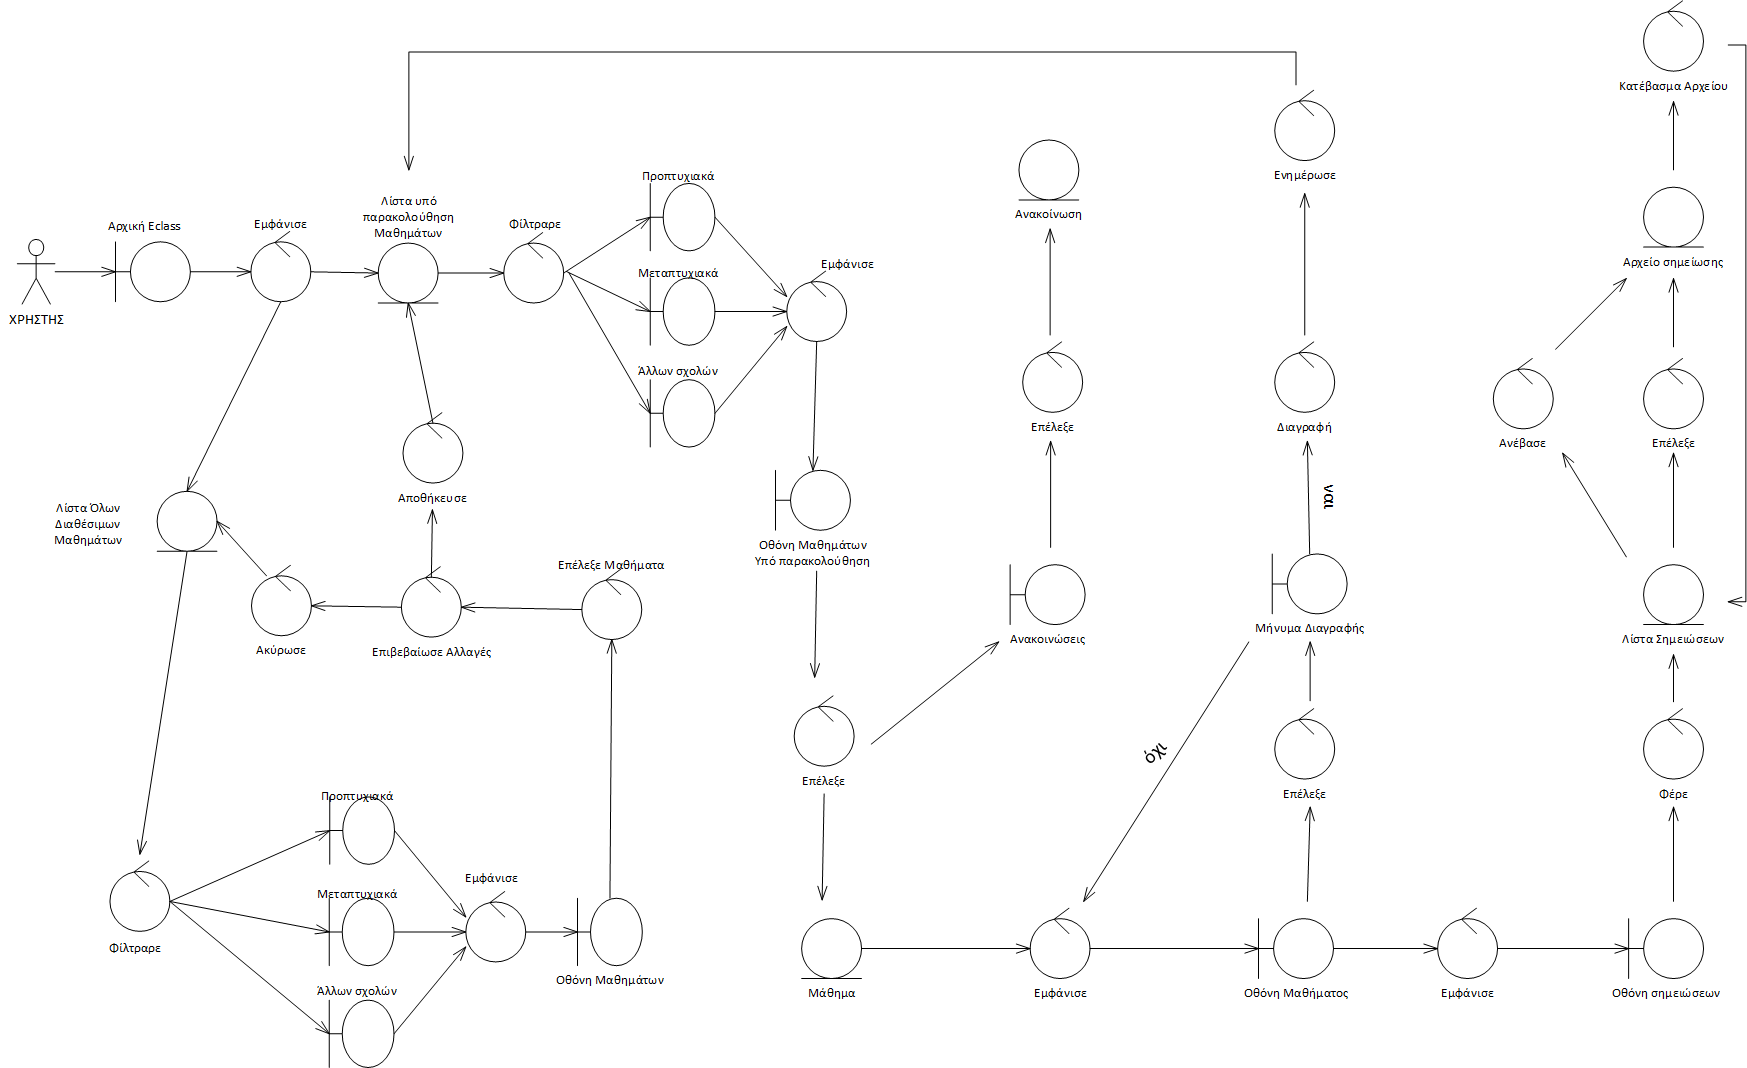 Κατέβασμα Αρχείου
Ενημέρωσε
Προπτυχιακά
Ανακοίνωση
Λίστα υπό
παρακολούθηση
Μαθημάτων
Αρχική Eclass
Εμφάνισε
Φίλτραρε
Μεταπτυχιακά
Εμφάνισε
Αρχείο σημείωσης
ΧΡΗΣΤΗΣ
Άλλων σχολών
Επέλεξε
Διαγραφή
Ανέβασε
Επέλεξε
Αποθήκευσε
ναι
Λίστα Όλων
Διαθέσιμων
Μαθημάτων
Οθόνη Μαθημάτων
Υπό παρακολούθηση
Επέλεξε Μαθήματα
Ακύρωσε
Επιβεβαίωσε Αλλαγές
Ανακοινώσεις
Μήνυμα Διαγραφής
Λίστα Σημειώσεων
όχι
Επέλεξε
Επέλεξε
Φέρε
Προπτυχιακά
Εμφάνισε
Μεταπτυχιακά
Φίλτραρε
Οθόνη Μαθημάτων
Άλλων σχολών
Μάθημα
Εμφάνισε
Οθόνη Μαθήματος
Εμφάνισε
Οθόνη σημειώσεων